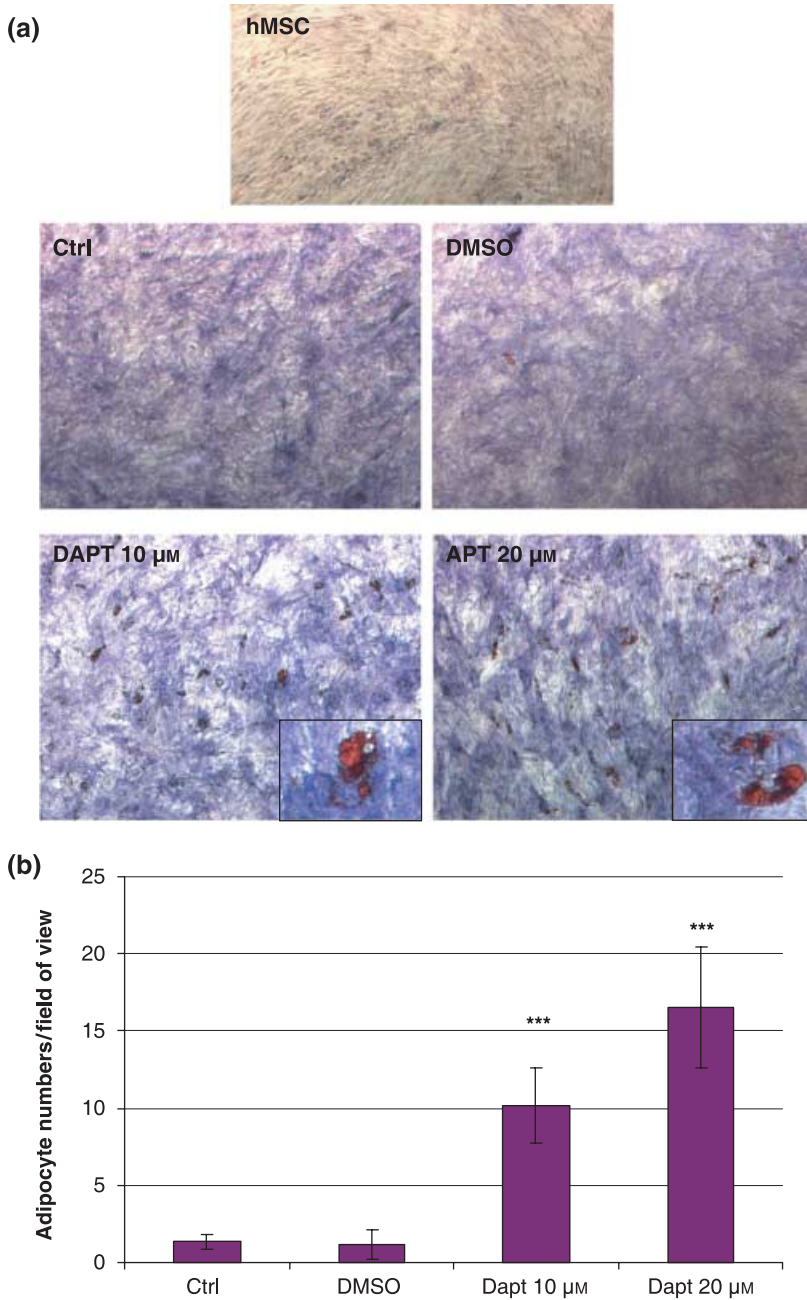 (a)
hMSC
Ctrl
DMSO
DAPT 10 µM
APT 20 µM
(b)
Adipocyte numbers/field of view
25
20
15
10
5
0
***
***
Ctrl
DMSO
Dapt 10 µM
Dapt 20 µM